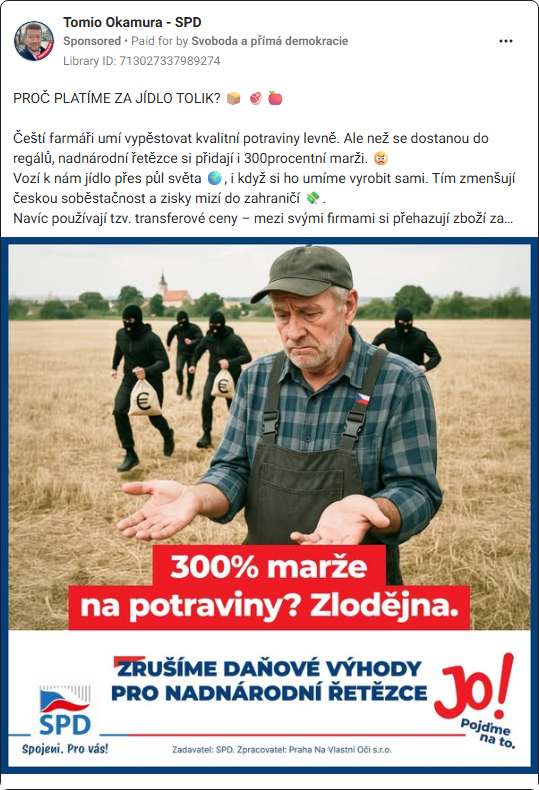 Tomio Okamura - SPD
Sponsored • Paid for by Svoboda a přímá demokracie
Library ID: 713027337989274
PROČ PLATÍME ZA JÍDLO TOLIK? 📦 🥩 🍎
Čeští farmáři umí vypěstovat kvalitní potraviny levně. Ale než se dostanou do
regálů, nadnárodní řetězce si přidají i 300procentní marži. 😡
Vozí k nám jídlo přes půl světa 🌍, i když si ho umíme vyrobit sami. Tím zmenšují
českou soběstačnost a zisky mizí do zahraničí 💸.
Navíc používají tzv. transferové ceny – mezi svými firmami si přehazují zboží za...
€
€
300% marže
na potraviny? Zlodějna.
ZRUŠÍME DAŇOVÉ VÝHODY
PRO NADNÁRODNÍ ŘETĚZCE
Jo!
Pojďme
na to.
SPD
Spojeni. Pro vás!
Zadavatel: SPD. Zpracovatel: Praha Na Vlastní Oči s.r.o.